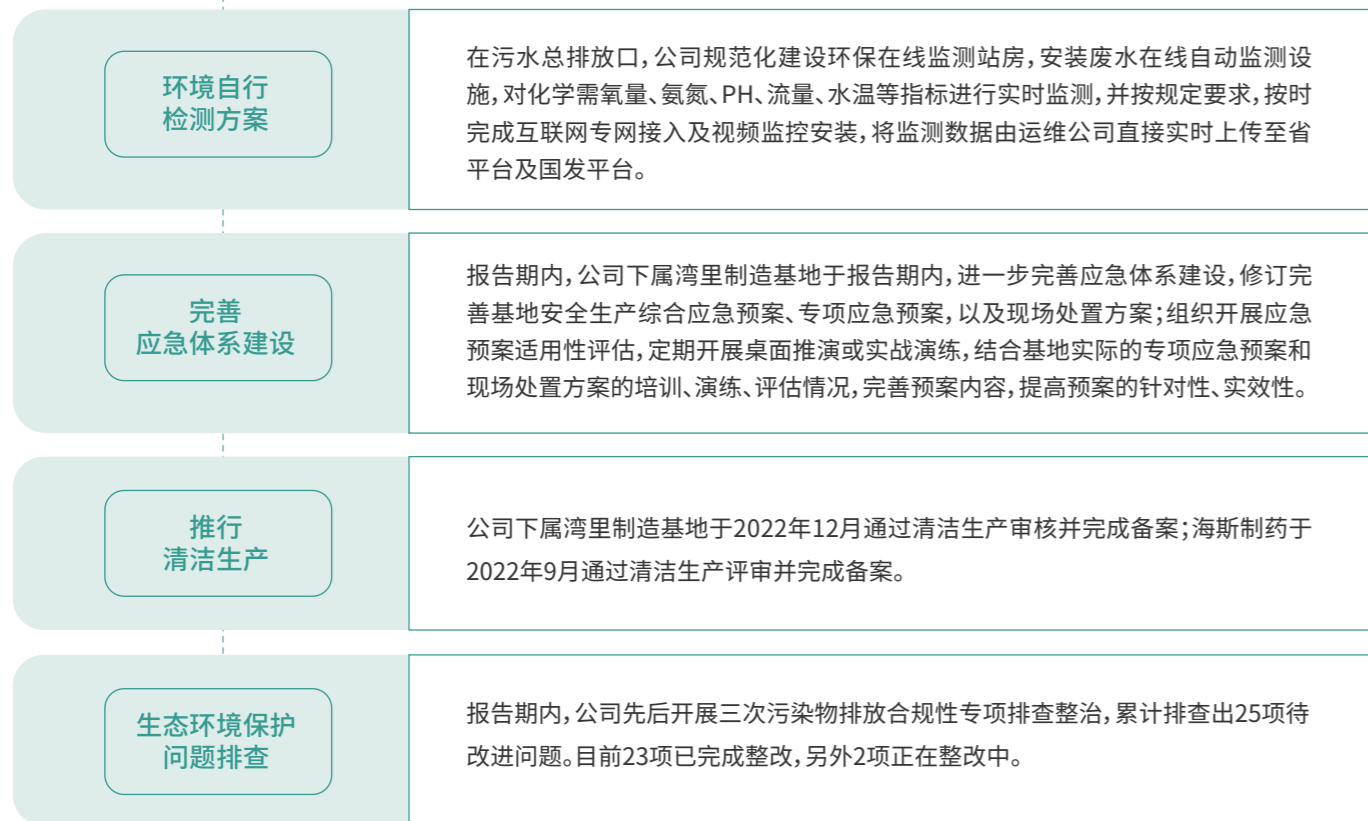 环境自行
检测方案
在污水总排放口，公司规范化建设环保在线监测站房，安装废水在线自动监测设
施，对化学需氧量、氨氮、PH、流量、水温等指标进行实时监测，并按规定要求，按时
完成互联网专网接入及视频监控安装，将监测数据由运维公司直接实时上传至省
平台及国发平台。
完善
应急体系建设
报告期内，公司下属湾里制造基地于报告期内，进一步完善应急体系建设，修订完
善基地安全生产综合应急预案、专项应急预案，以及现场处置方案；组织开展应急
预案适用性评估，定期开展桌面推演或实战演练，结合基地实际的专项应急预案和
现场处置方案的培训、演练、评估情况，完善预案内容，提高预案的针对性、实效性。
推行
清洁生产
公司下属湾里制造基地于2022年12月通过清洁生产审核并完成备案；海斯制药于
2022年9月通过清洁生产评审并完成备案。
生态环境保护
问题排查
报告期内，公司先后开展三次污染物排放合规性专项排查整治，累计排查出25项待
改进问题。目前23项已完成整改，另外2项正在整改中。